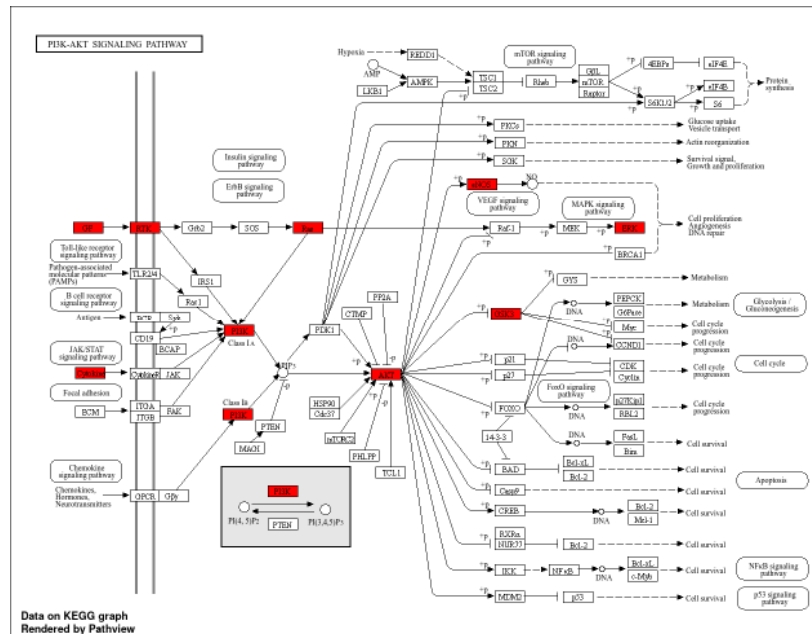 PI3K-AKT SIGNALING PATHWAY
Hypoxia
REDD1
mTOR signaling
pathway
AMP
LKB1
AMPK
TSC1
TSC2
Rheb
GβL
mTOR
Raptor
4EBPs
eIF4E
eIF4B
S6K1/2
S6
Protein
synthesis
+p
PKCs
Glucose uptake
Vesicle transport
PKN
Actin reorganization
SGK
Survival signal,
Growth and proliferation
Insulin signaling
pathway
ErbB signaling
pathway
eNOS
NO
VEGF signaling
pathway
MAPK signaling
pathway
GF
RTK
Grb2
SOS
Ras
Raf-1
MEK
ERK
BRCA1
Cell proliferation
Angiogenesis
DNA repair
Toll-like receptor
signaling pathway
Pathogen-associated
molecular patterns
(PAMPs)
TLR2/4
IRS1
Rac1
B cell receptor
signaling pathway
Antigen
BCR
Syk
CD19
BCAP
PI3K
Class IA
PIP3
PDK1
CTMP
PP2A
JAK/STAT
signaling pathway
Cytokine
CytokineR
JAK
Focal adhesion
ECM
ITGA
ITGB
FAK
Class IB
PI3K
PTEN
MAGI
AKT
HSP90
Cdc37
mTORC2
PHLPP
TCL1
Chemokine
signaling pathway
Chemokines,
Hormones,
Neurotransmitters
GPCR
Gβγ
PI3K
PI(4,5)P2
PI(3,4,5)P3
PTEN
GYS
Metabolism
GSK3
DNA
PEPCK
G6Pase
Metabolism
Glycolysis /
Gluconeogenesis
Myc
Cell cycle
progression
DNA
CCND1
Cell cycle
progression
p21
p27
CDK
Cyclin
Cell cycle
FoxO signaling
pathway
FOXO
DNA
p27Kip1
RBL2
Cell cycle
progression
DNA
FasL
Bim
Cell survival
14-3-3
BAD
Bcl-xL
Bcl-2
Cell survival
Apoptosis
Casp9
Cell survival
CREB
DNA
Bcl-2
Mcl-1
Cell survival
RXRα
NUR77
Bcl-2
Cell survival
IKK
NFκB
DNA
Bcl-xL
c-Myb
Cell survival
NFκB signaling
pathway
MDM2
p53
Cell survival
p53 signaling
pathway
Data on KEGG graph
Rendered by Pathview